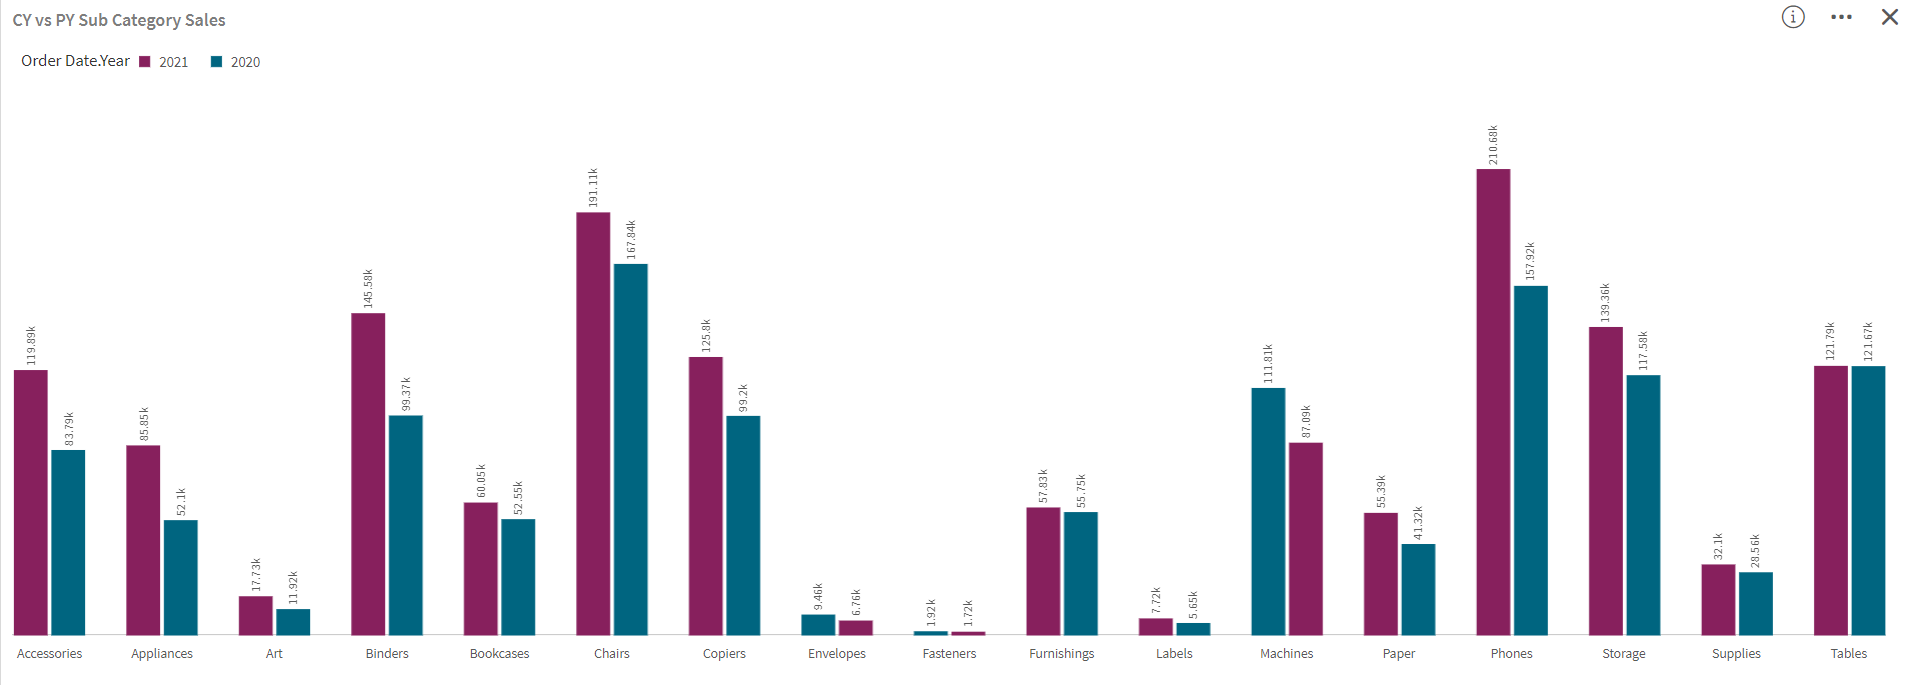 CY vs PY Sub Category Sales
Order Date.Year 2021 2020
119.89k 83.79k
85.85k 52.1k
17.73k 11.92k
145.58k 99.37k
60.05k 52.55k
191.11k 167.84k
125.8k 99.2k
9.46k 6.76k
1.92k 1.72k
57.83k 55.75k
7.72k 5.65k
111.81k 87.09k
55.39k 41.32k
210.68k 157.92k
139.36k 117.58k
32.1k 28.56k
121.79k 121.67k
Accessories Appliances Art Binders Bookcases Chairs Copiers Envelopes Fasteners Furnishings Labels Machines Paper Phones Storage Supplies Tables